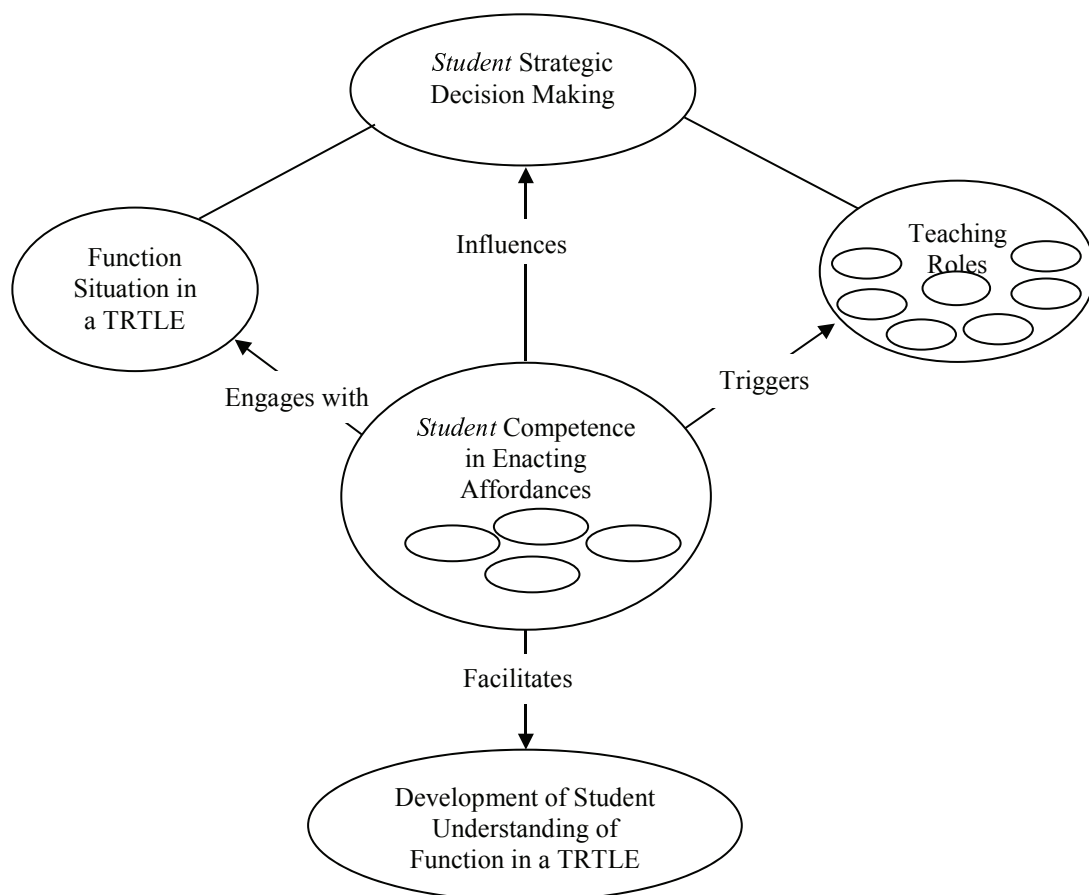 Student Strategic
Decision Making
Function
Situation in
a TRTLE
Teaching
Roles
Influences
Engages with
Triggers
Student Competence
in Enacting
Affordances
Facilitates
Development of Student
Understanding of
Function in a TRTLE